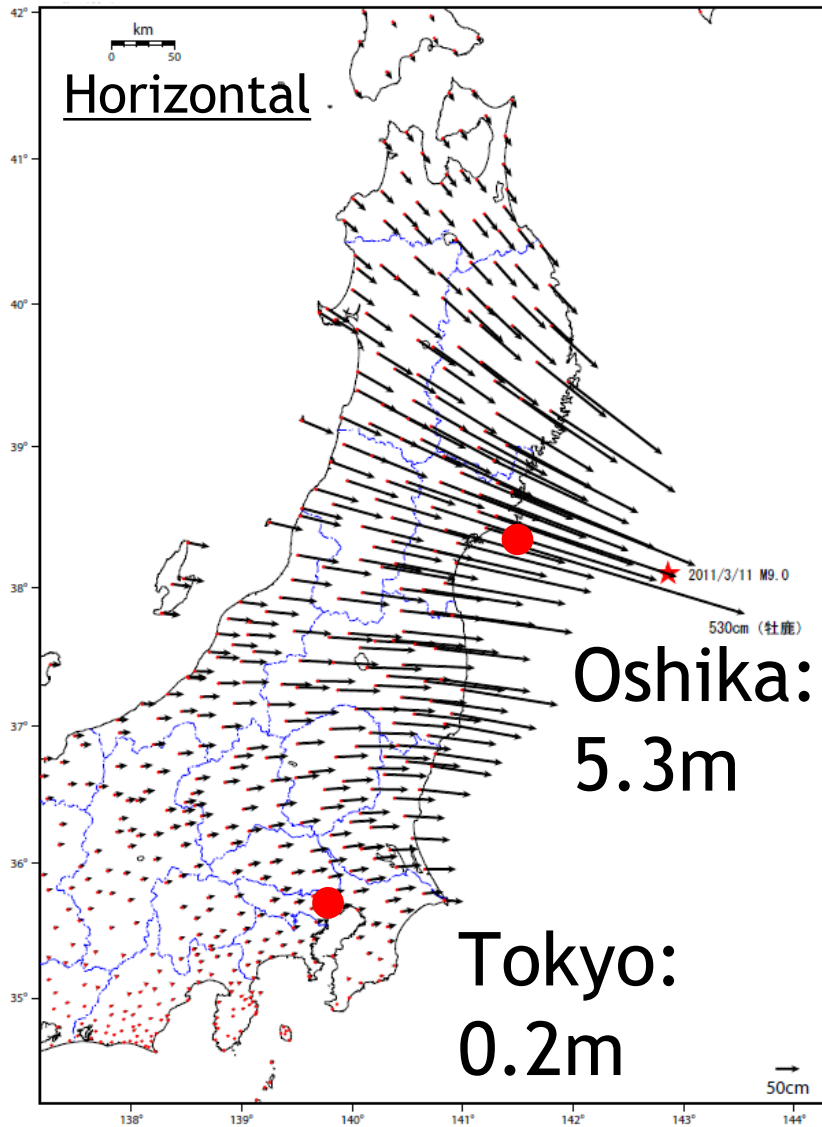 42°
km
0 50
Horizontal
41°
40°
39°
38°
2011/3/11 M9.0
530cm (牡鹿)
Oshika:
5.3m
37°
36°
Tokyo:
0.2m
35°
50cm
138° 139° 140° 141° 142° 143° 144°